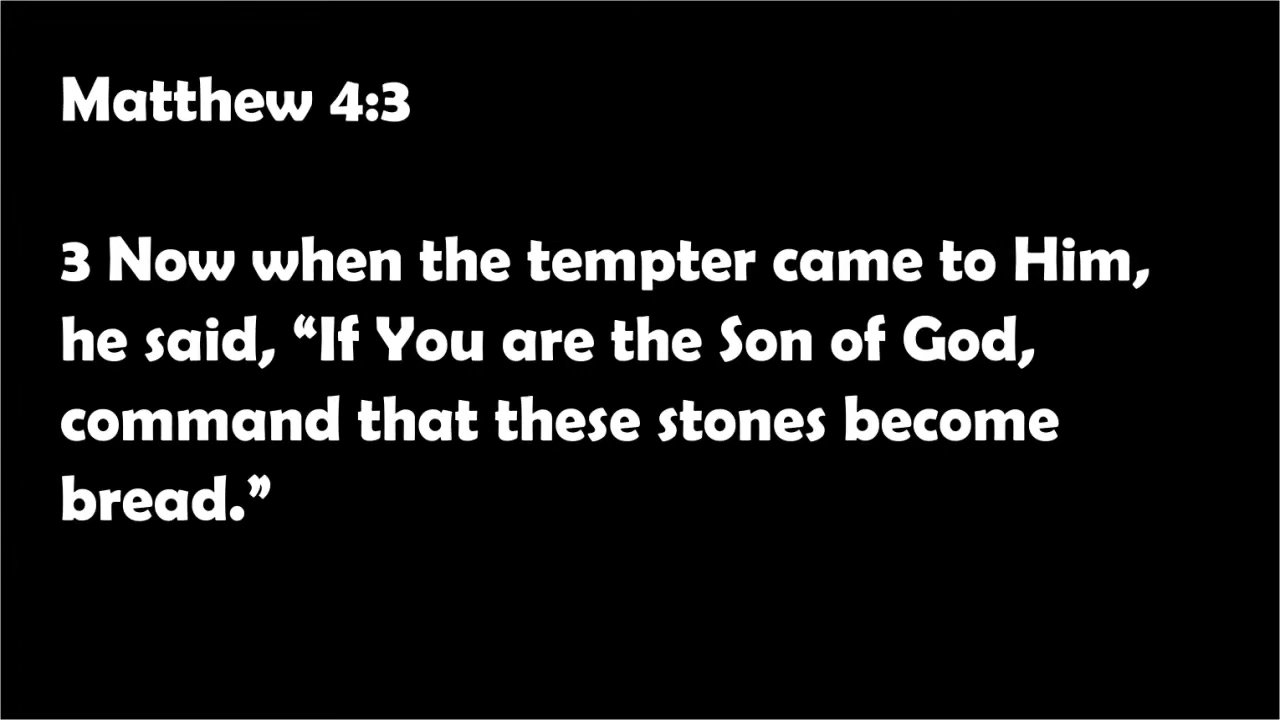 Matthew 4:3
3 Now when the tempter came to Him,
he said, “If You are the Son of God,
command that these stones become
bread.”